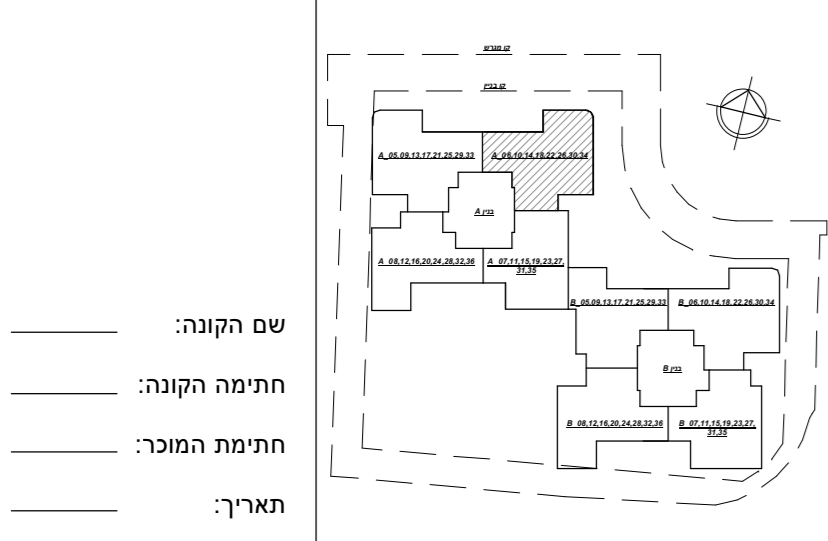 קו מגרש
קו בניין
A_05,09,13,17,21,25,29,33
A_06,10,14,18,22,26,30,34
בניין A
A_08,12,16,20,24,28,32,36
A_07,11,15,19,23,27,
31,35
B_05,09,13,17,21,25,29,33
B_06,10,14,18,22,26,30,34
בניין B
B_08,12,16,20,24,28,32,36
B_07,11,15,19,23,27,
31,35
שם הקונה: ________
חתימה הקונה: ________
חתימת המוכר: ________
תאריך: ________